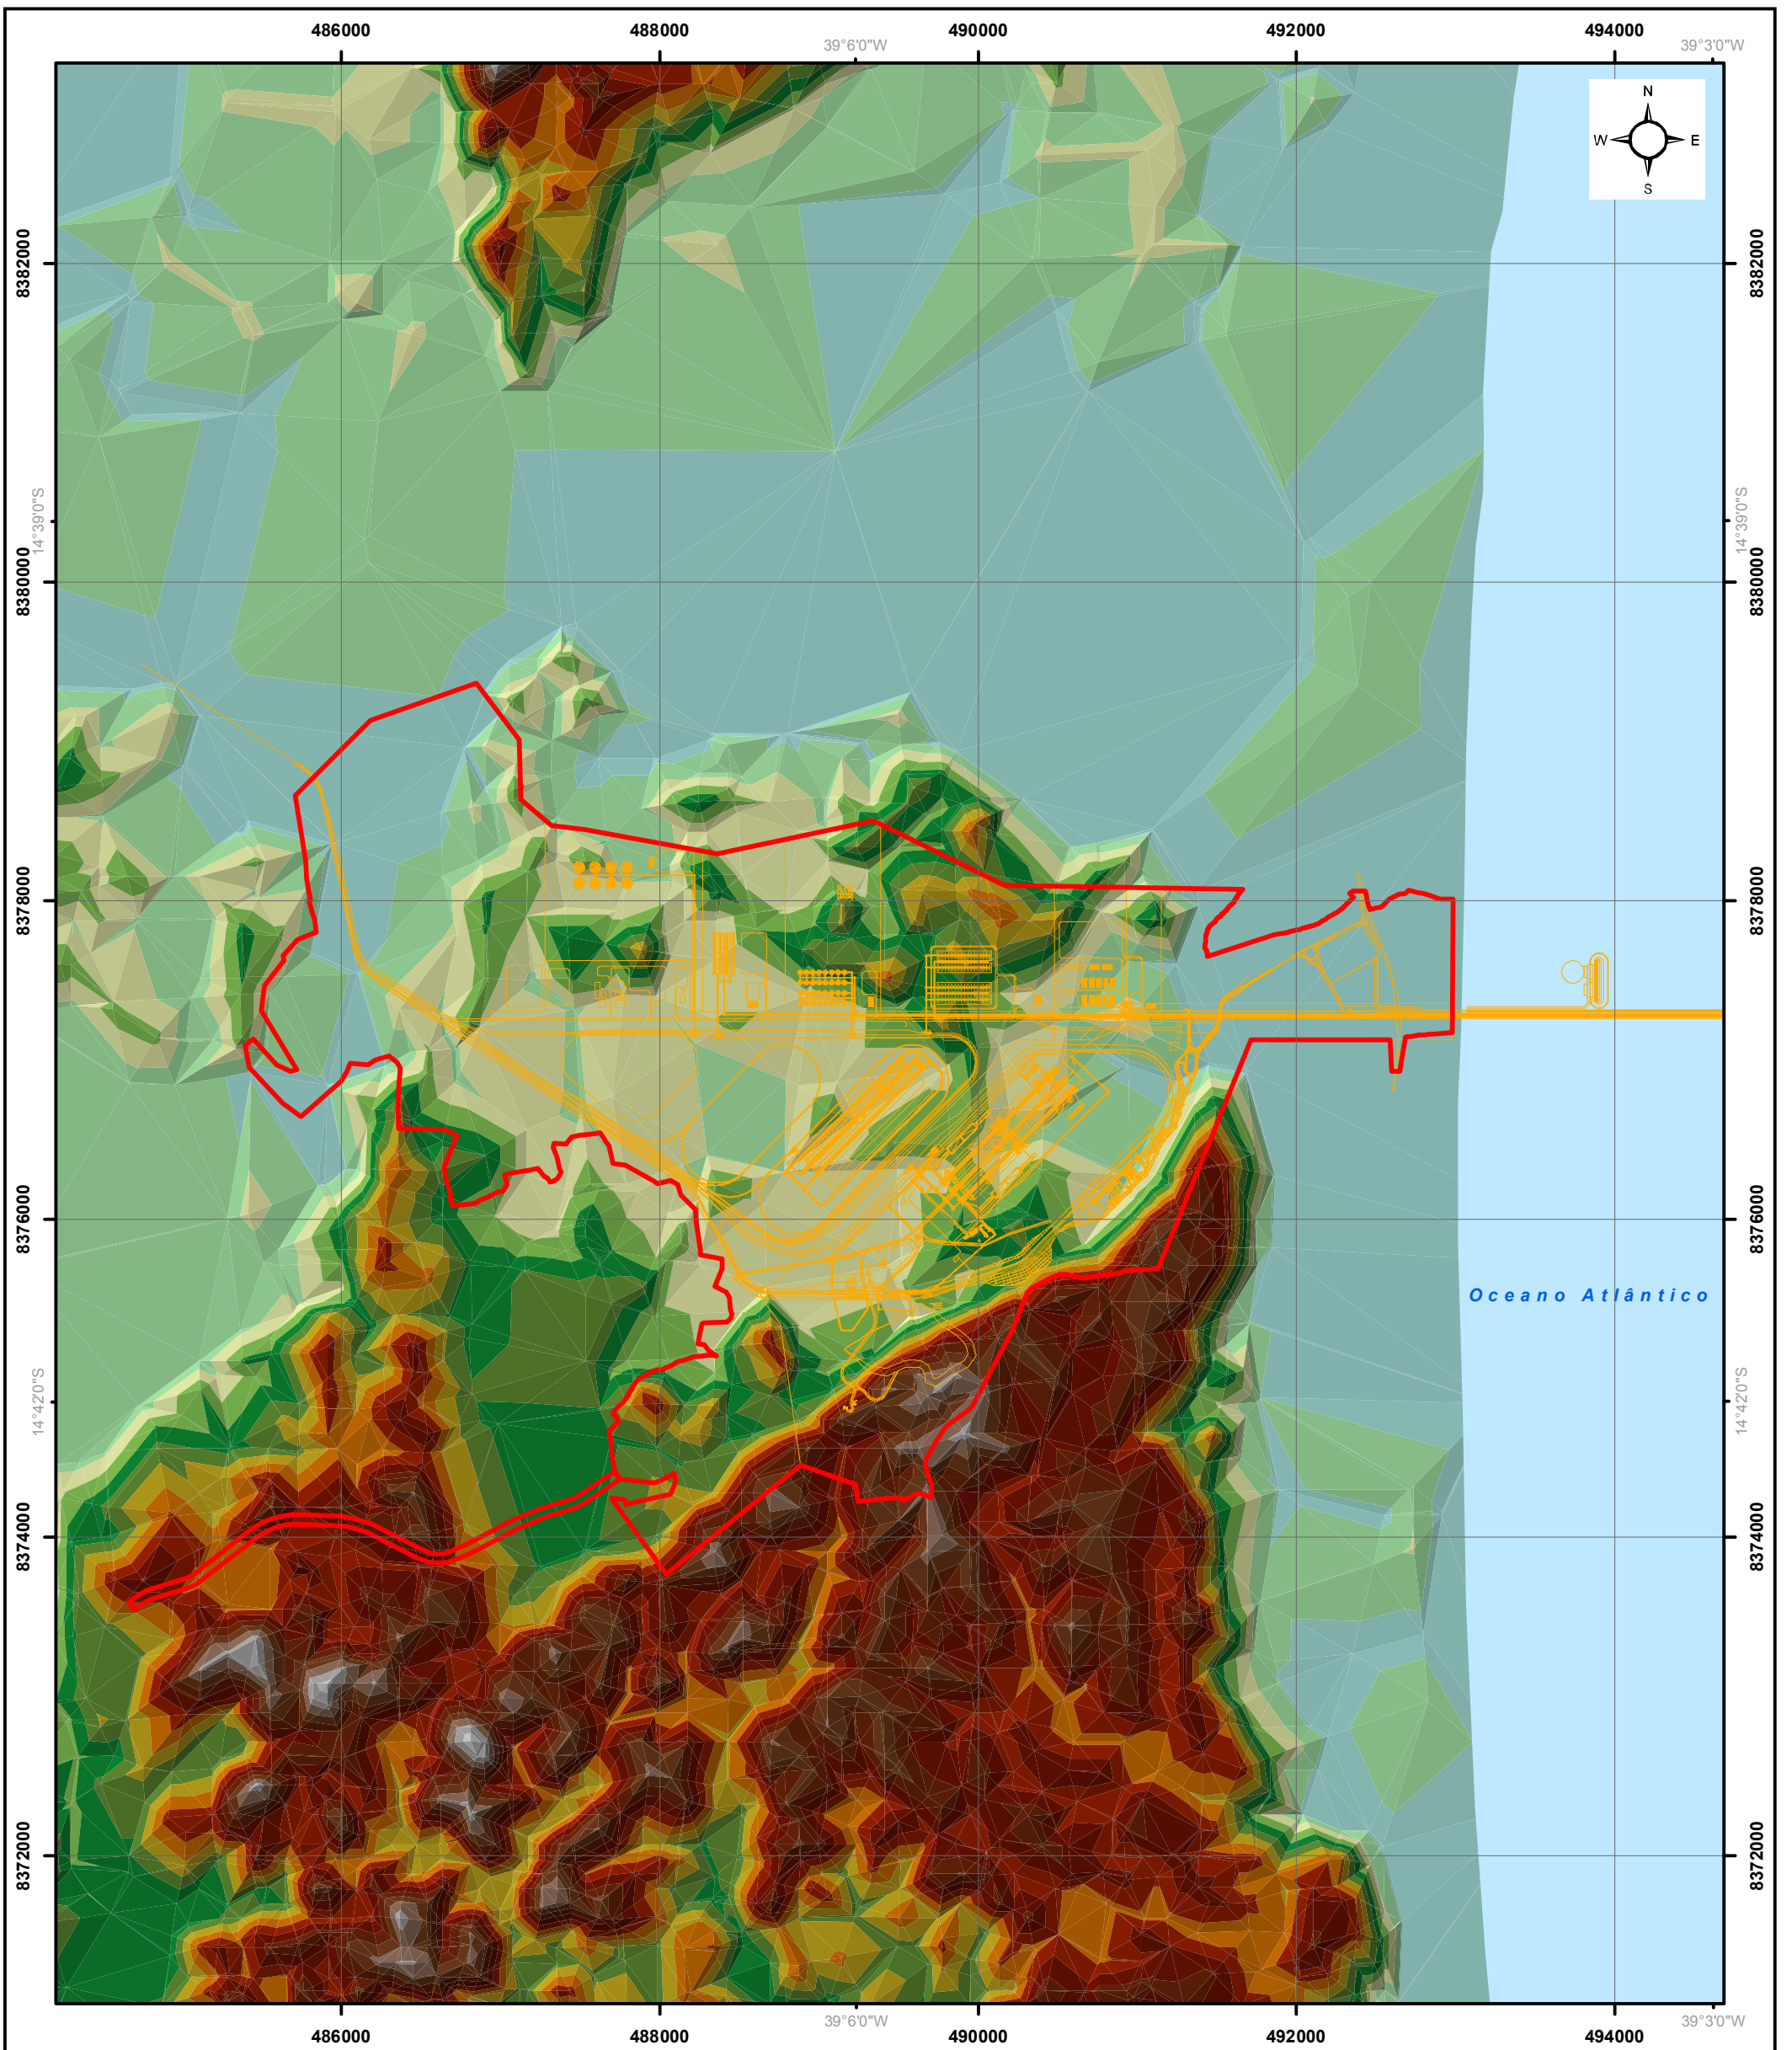 486000 488000 490000 492000 494000
39°6'0"W 39°3'0"W
N
W E
S
8382000 8382000
14°39'0"S 14°39'0"S
8380000 8380000
8378000 8378000
8376000 8376000
Oceano Atlântico
14°42'0"S 14°42'0"S
8374000 8374000
8372000 8372000
39°6'0"W 39°3'0"W
486000 488000 490000 492000 494000